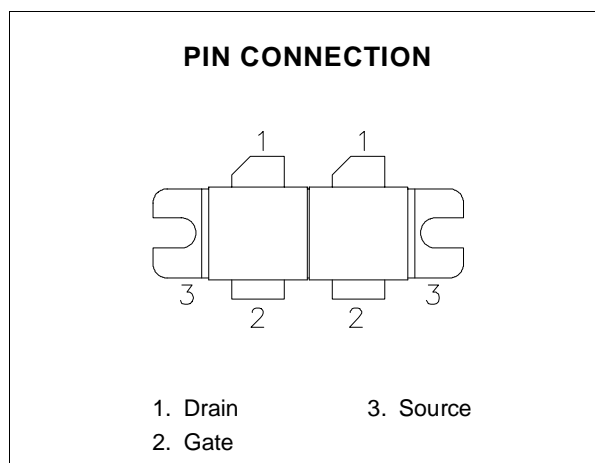 PIN CONNECTION
1 1
3 2 2 3
1. Drain 3. Source
2. Gate